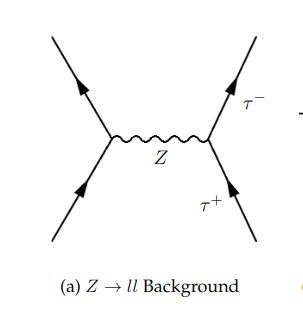 τ⁻
Z
τ⁺
(a) Z → ll Background